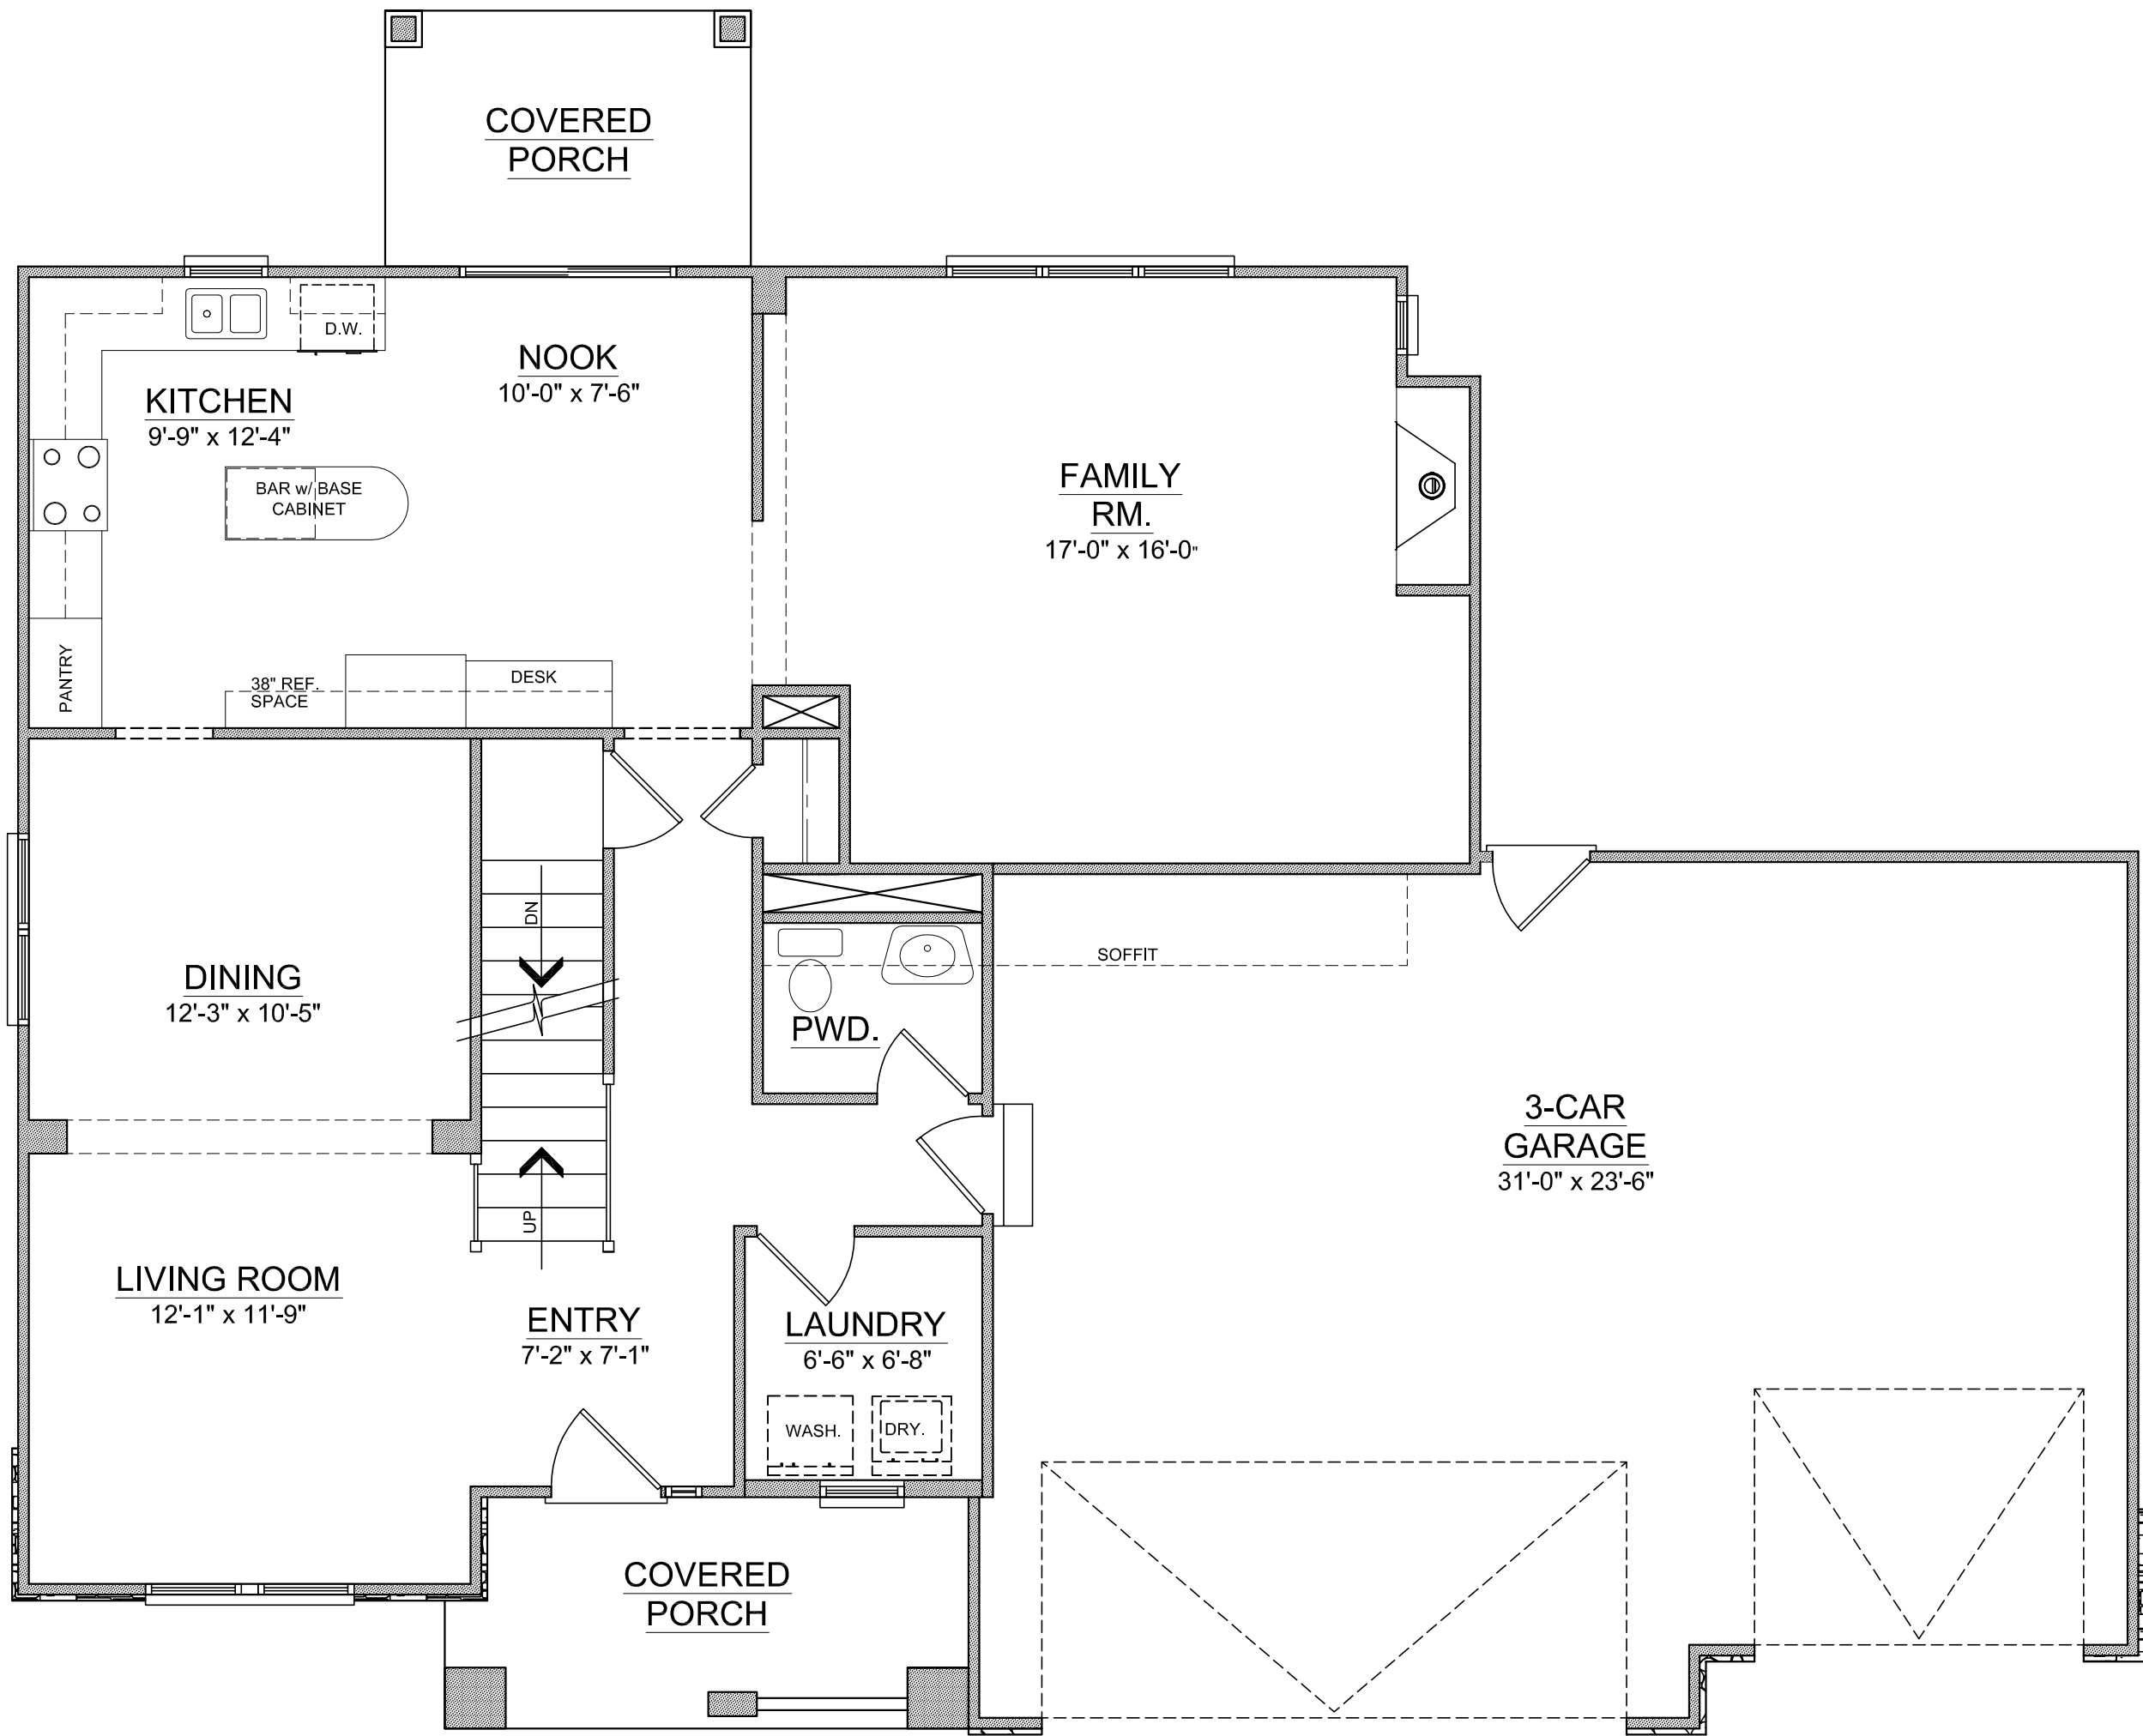 COVERED
PORCH
D.W.
NOOK
10'-0" x 7'-6"
KITCHEN
9'-9" x 12'-4"
BAR w/ BASE
CABINET
FAMILY
RM.
17'-0" x 16'-0"
PANTRY
38" REF.
SPACE
DESK
DN
SOFFIT
DINING
12'-3" x 10'-5"
PWD.
3-CAR
GARAGE
31'-0" x 23'-6"
UP
LIVING ROOM
12'-1" x 11'-9"
ENTRY
7'-2" x 7'-1"
LAUNDRY
6'-6" x 6'-8"
WASH.
DRY.
COVERED
PORCH